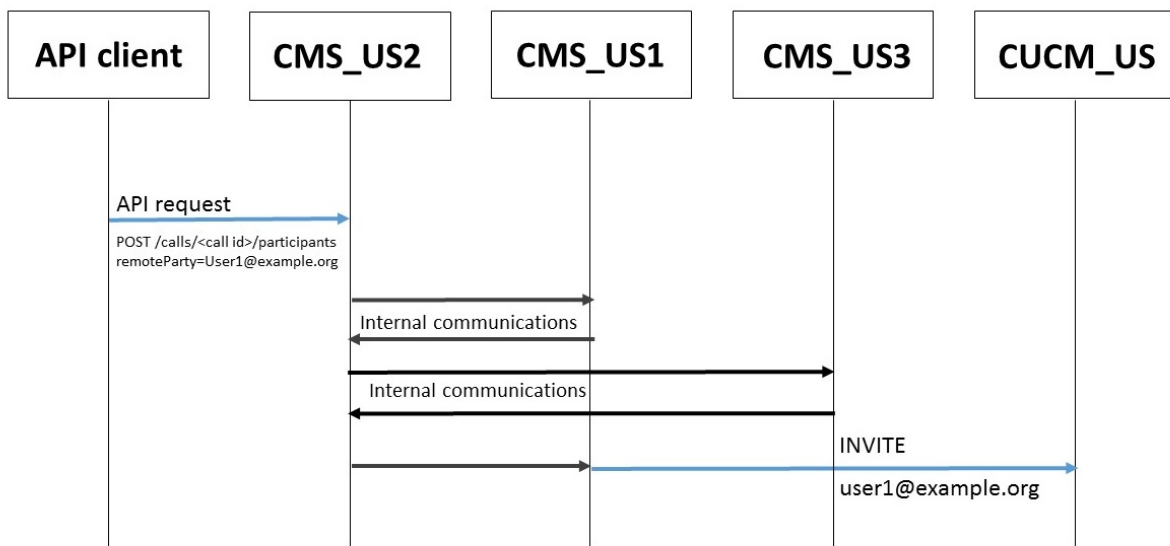 API client
CMS_US2
CMS_US1
CMS_US3
CUCM_US
API request
POST /calls/<call id>/participants
remoteParty=User1@example.org
Internal communications
Internal communications
INVITE
user1@example.org